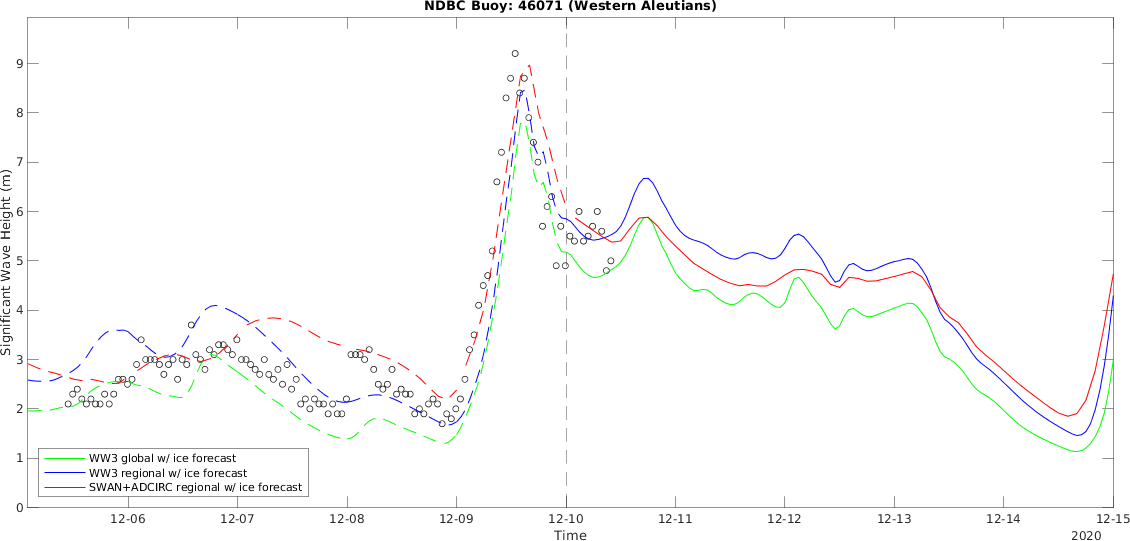 NDBC Buoy: 46071 (Western Aleutians)
Significant Wave Height (m)
9
8
7
6
5
4
3
2
1
0
WW3 global w/ ice forecast
WW3 regional w/ ice forecast
SWAN+ADCIRC regional w/ ice forecast
12-06 12-07 12-08 12-09 12-10 12-11 12-12 12-13 12-14 12-15
Time 2020